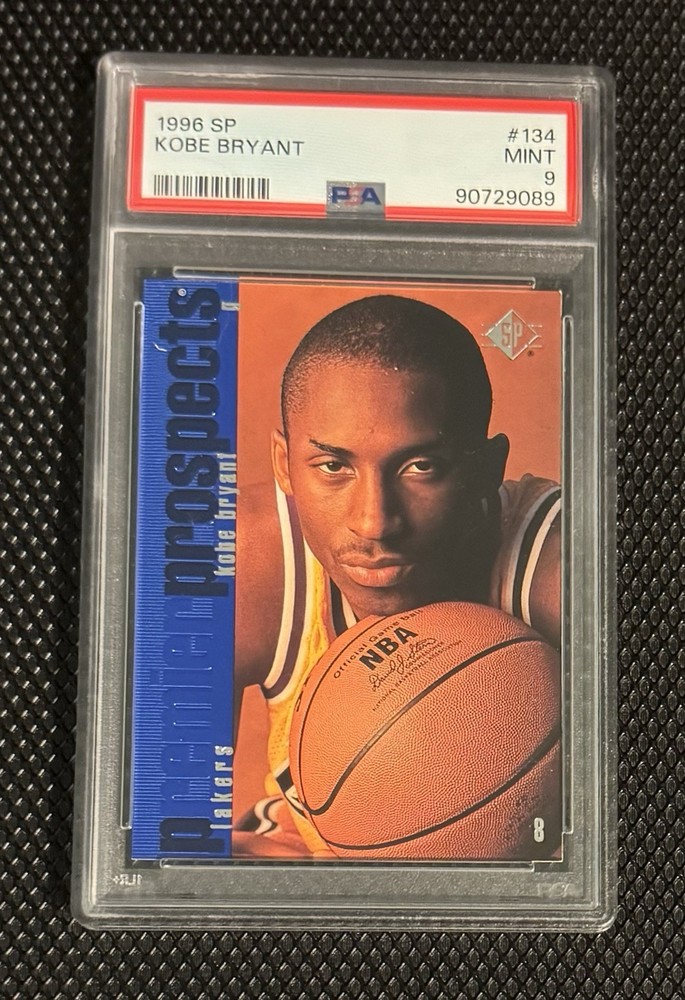 1996 SP
KOBE BRYANT
#134
MINT
9
90729089
PSA
premier prospects
kobe bryant
lakers
SP
Official Game Ball
NBA
8